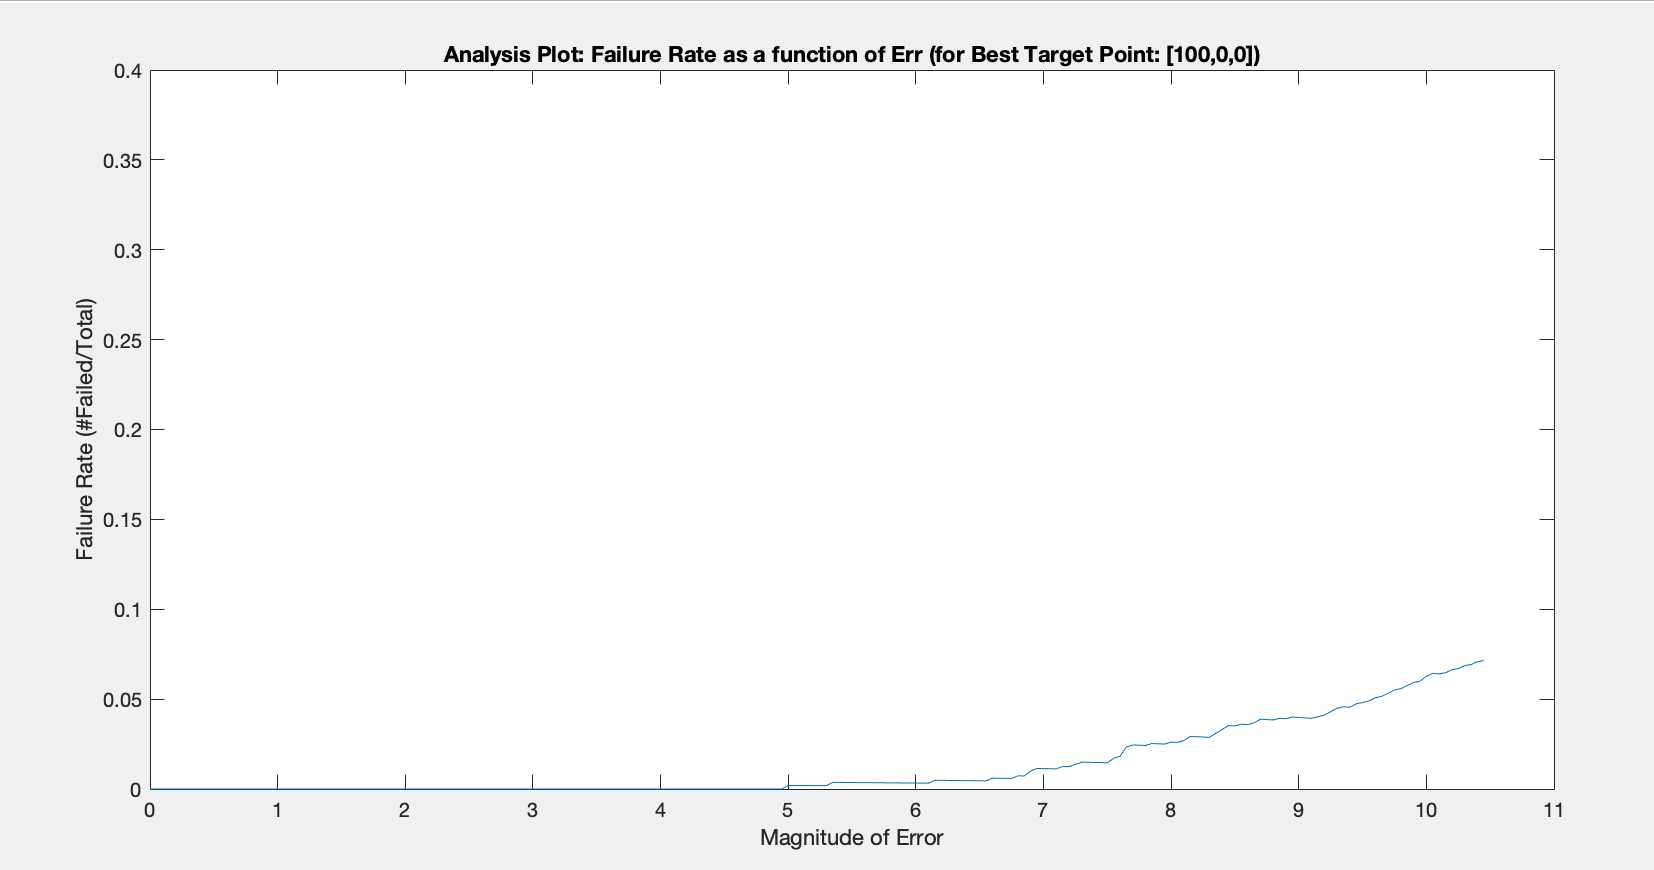 Analysis Plot: Failure Rate as a function of Err (for Best Target Point: [100,0,0])
0.4
0.35
0.3
0.25
0.2
0.15
0.1
0.05
0
Failure Rate (#Failed/Total)
0 1 2 3 4 5 6 7 8 9 10 11
Magnitude of Error